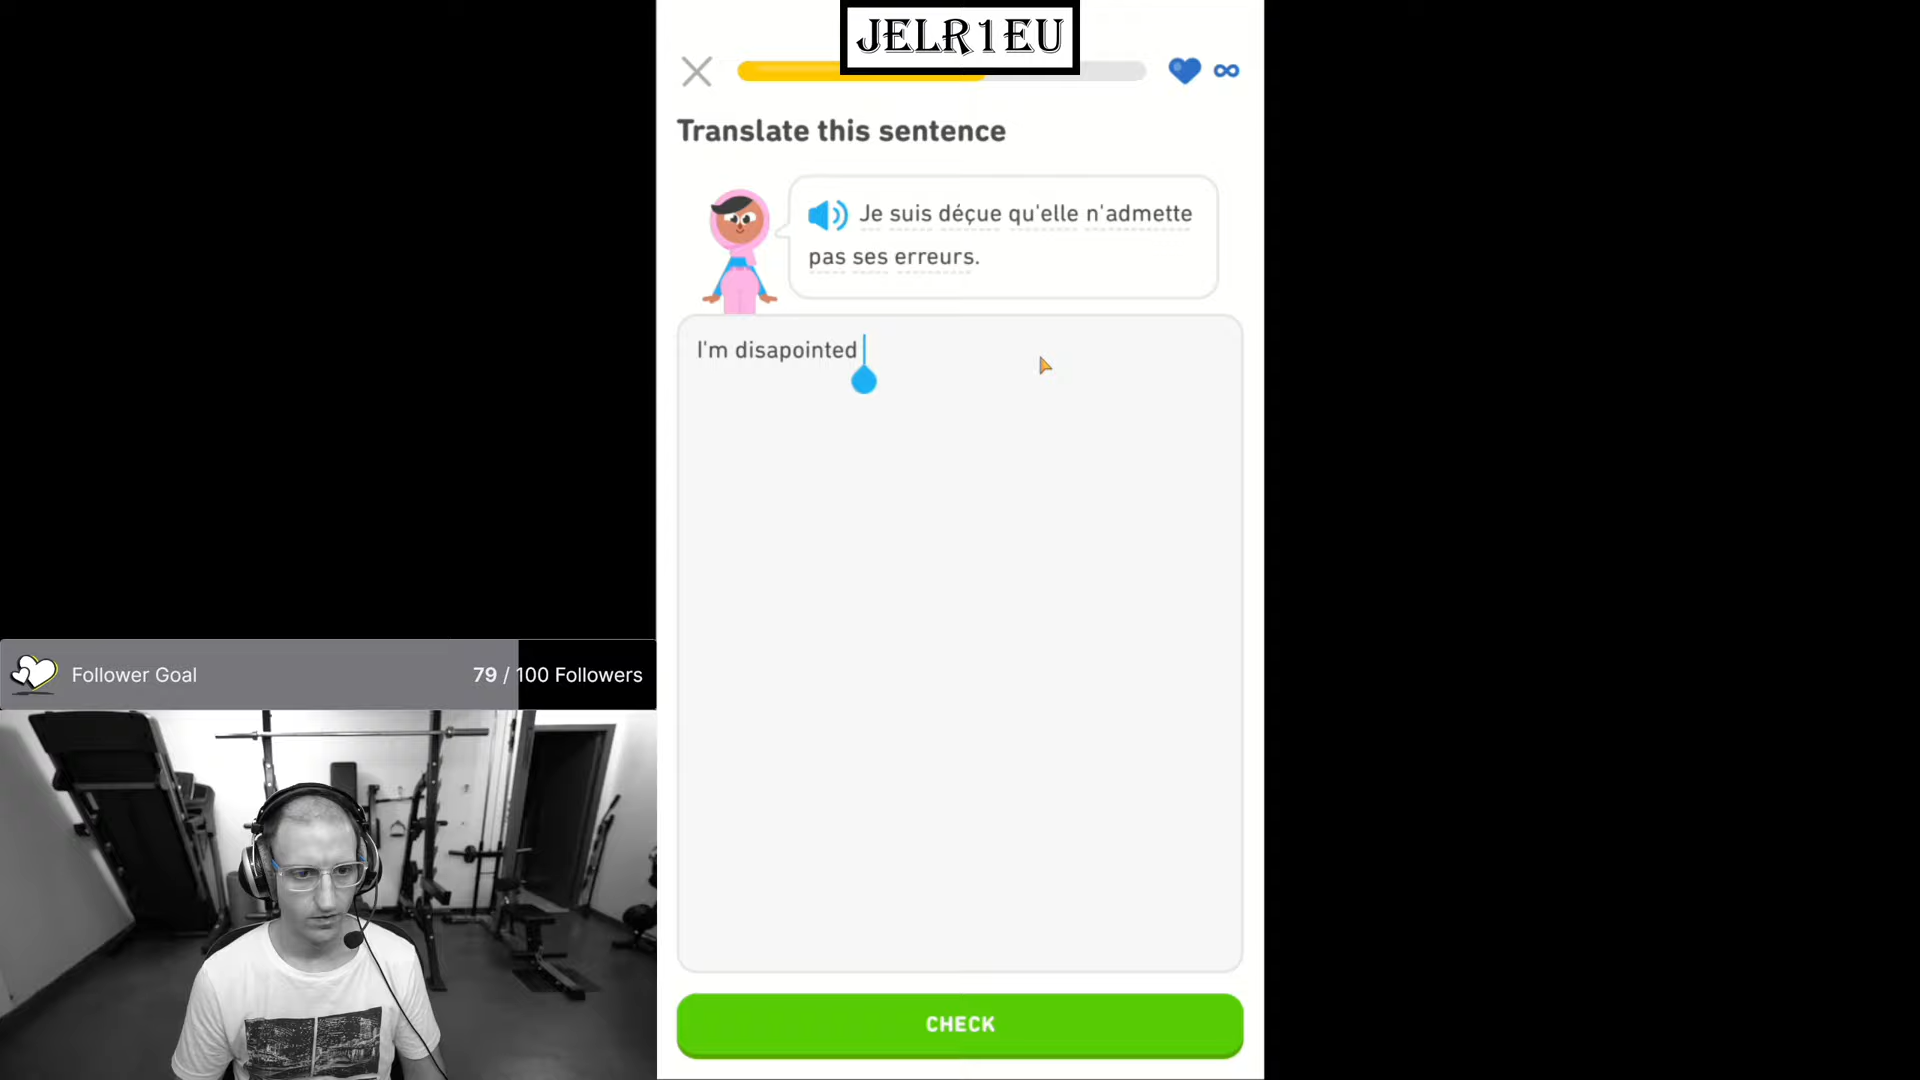 JELR1EU
Translate this sentence
Je suis déçue qu'elle n'admette
pas ses erreurs.
I'm disapointed
Follower Goal
79 / 100 Followers
CHECK